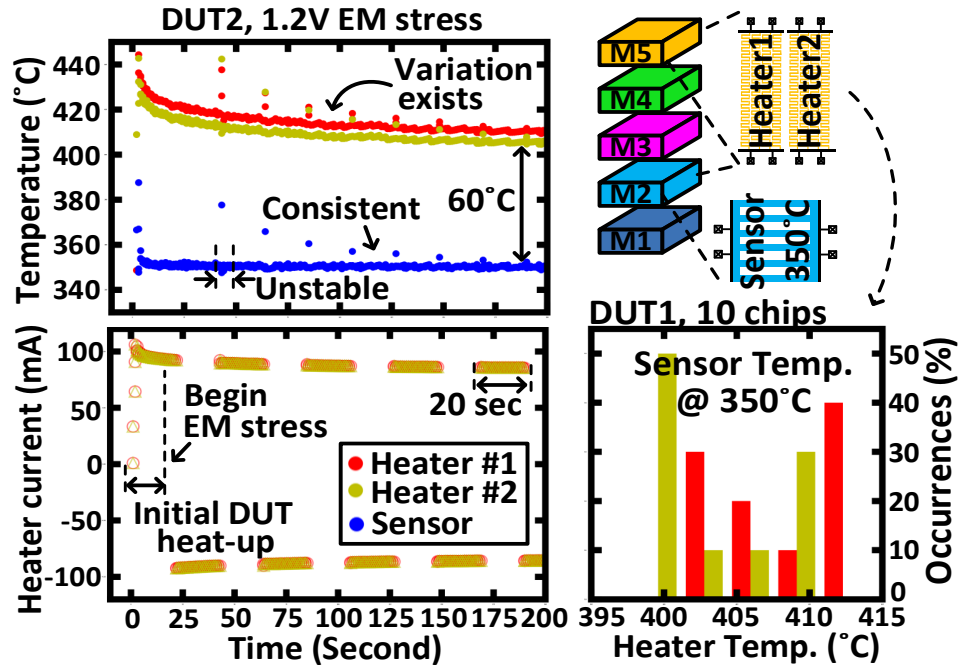 DUT2, 1.2V EM stress
Temperature (˚C)
440
420
400
380
360
340
Variation
exists
Consistent
60˚C
Unstable
M5
M4
M3
M2
M1
Heater1
Heater2
Sensor
350˚C
Heater current (mA)
100
50
0
-50
-100
Begin
EM stress
20 sec
Initial DUT
heat-up
Heater #1
Heater #2
Sensor
0 25 50 75 100 125 150 175 200
Time (Second)
DUT1, 10 chips
Sensor Temp.
@ 350˚C
50
40
30
20
10
0
Occurrences (%)
395 400 405 410 415
Heater Temp. (˚C)